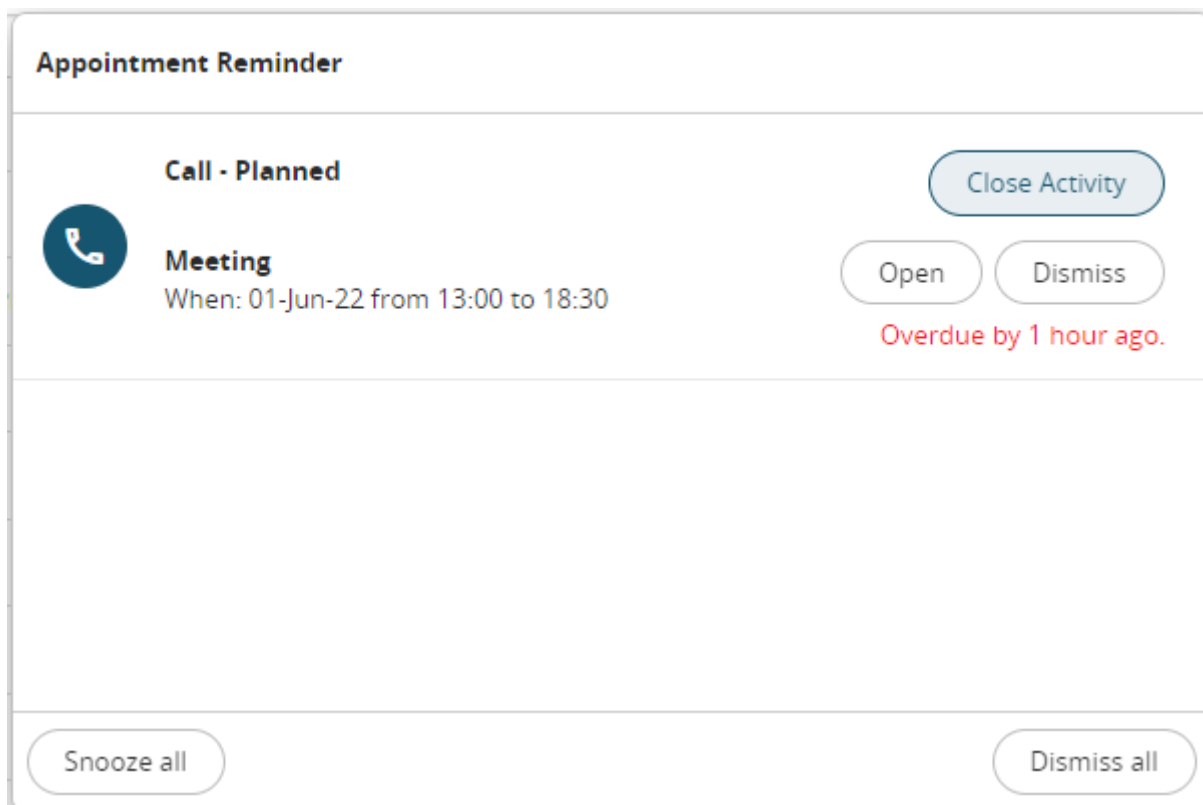 Appointment Reminder
Call - Planned
Close Activity
Meeting
Open
Dismiss
When: 01-Jun-22 from 13:00 to 18:30
Overdue by 1 hour ago.
Snooze all
Dismiss all